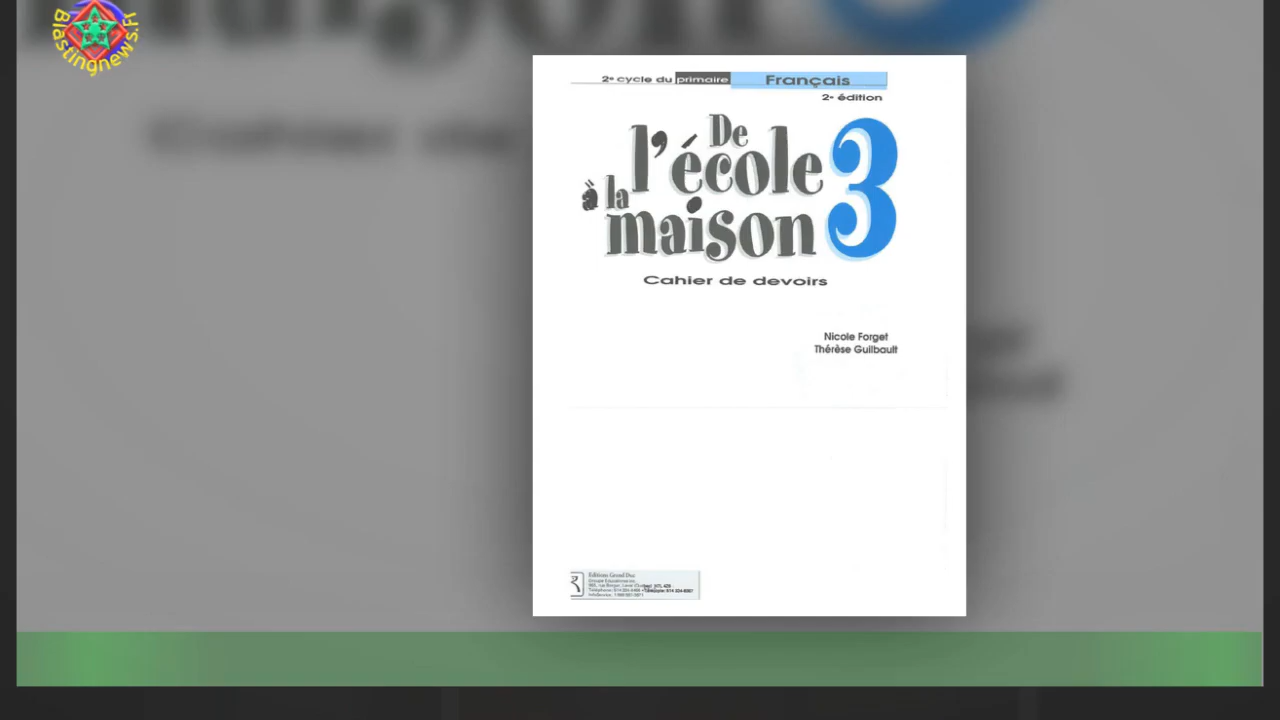 Blastingnews.Fr
2e cycle du primaire Français
2e édition
De
l'école 3
à la
maison
Cahier de devoirs
Nicole Forget
Thérèse Guilbault
Editions Grand Duc